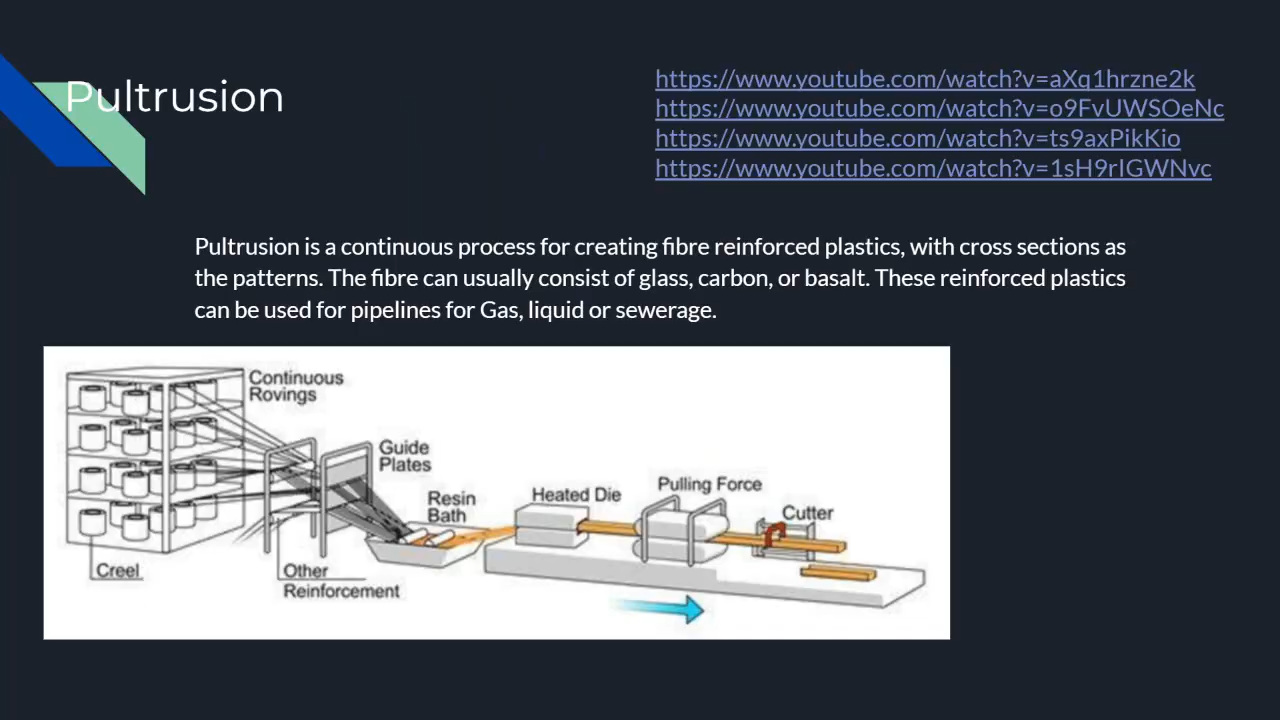 Pultrusion
https://www.youtube.com/watch?v=aXq1hrzne2k
https://www.youtube.com/watch?v=o9FvUWSOeNc
https://www.youtube.com/watch?v=ts9axPikKio
https://www.youtube.com/watch?v=1sH9rIGWNvc
Pultrusion is a continuous process for creating fibre reinforced plastics, with cross sections as
the patterns. The fibre can usually consist of glass, carbon, or basalt. These reinforced plastics
can be used for pipelines for Gas, liquid or sewerage.
Continuous
Rovings
Guide
Plates
Resin
Bath
Heated Die
Pulling Force
Cutter
Creel
Other
Reinforcement